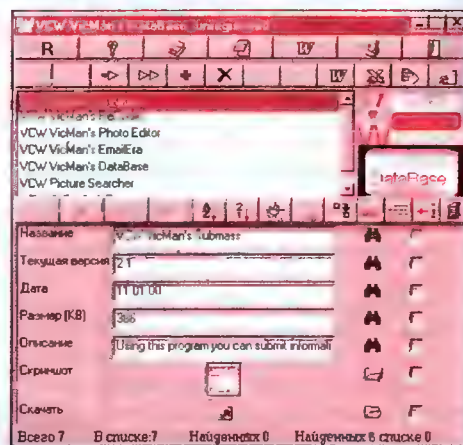 VCW VicMan's DataBase
R
VCW VicMan's Photo Editor
VCW VicMan's EmailEra
VCW VicMan's DataBase
VCW Picture Searcher
DataBase
Название VCW VicMan's Submass
Текущая версия 2.1
Дата 11 01 00
Размер (KB) 366
Описание Using this program you can submit informati
Скриншот
Скачать
Всего 7 В списке:7 Найденных 0 Найденных в списке 0